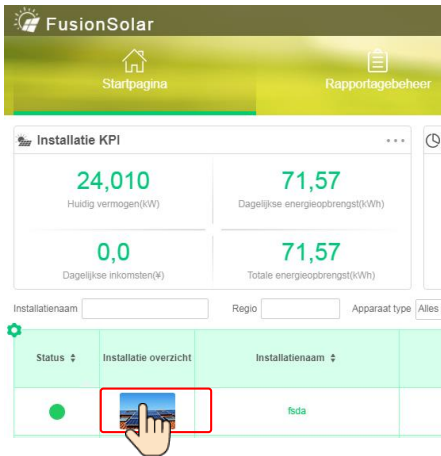 FusionSolar
Startpagina
Rapportagebeheer
Installatie KPI
24,010
71,57
Huidig vermogen(kW)
Dagelijkse energieopbrengst(kWh)
0,0
71,57
Dagelijkse inkomsten(¥)
Totale energieopbrengst(kWh)
Installatienaam Regio Apparaat type Alles
Status Installatie overzicht Installatienaam
fsda